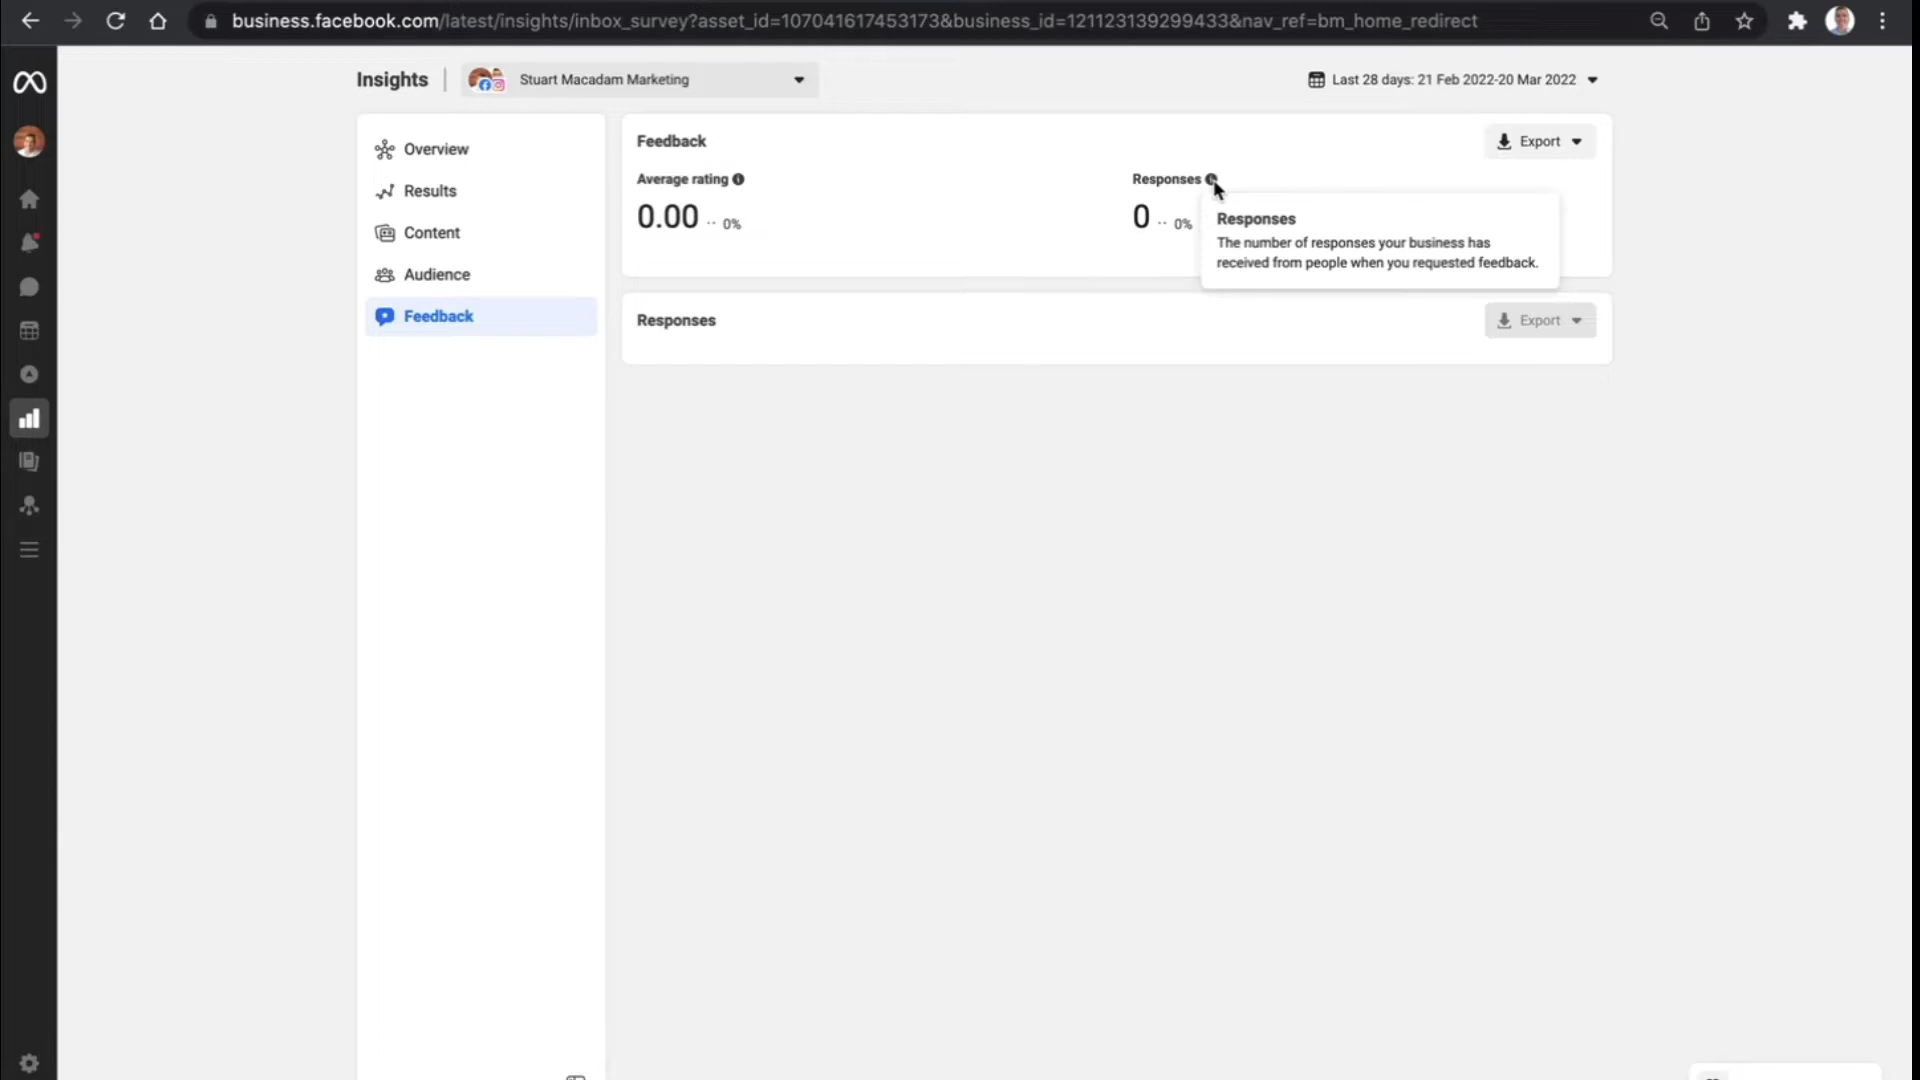 business.facebook.com/latest/insights/inbox_survey?asset_id=107041617453173&business_id=121123139299433&nav_ref=bm_home_redirect
Insights
Stuart Macadam Marketing
Last 28 days: 21 Feb 2022-20 Mar 2022
Overview
Results
Content
Audience
Feedback
Feedback
Export
Average rating
0.00 -- 0%
Responses
0 -- 0%
Responses
The number of responses your business has
received from people when you requested feedback.
Responses
Export